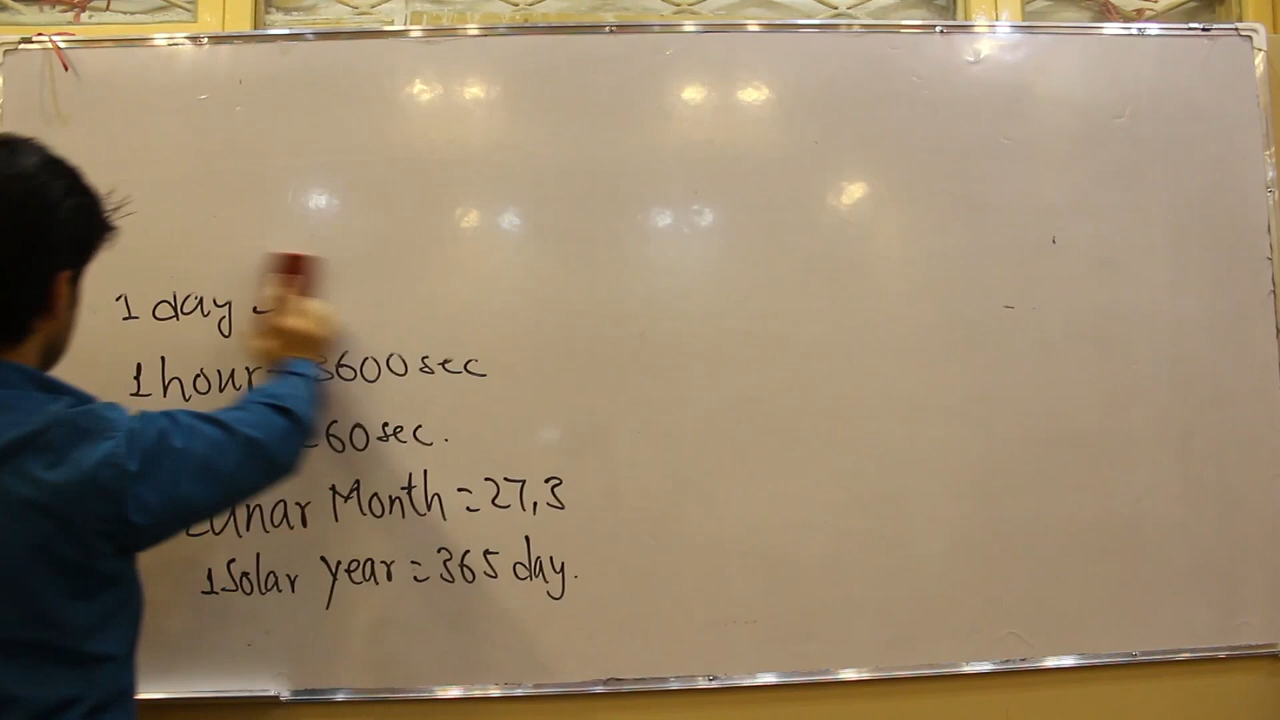 1 day
1 hour= 3600 sec
=60 sec.
Lunar Month = 27,3
1 Solar year = 365 day.